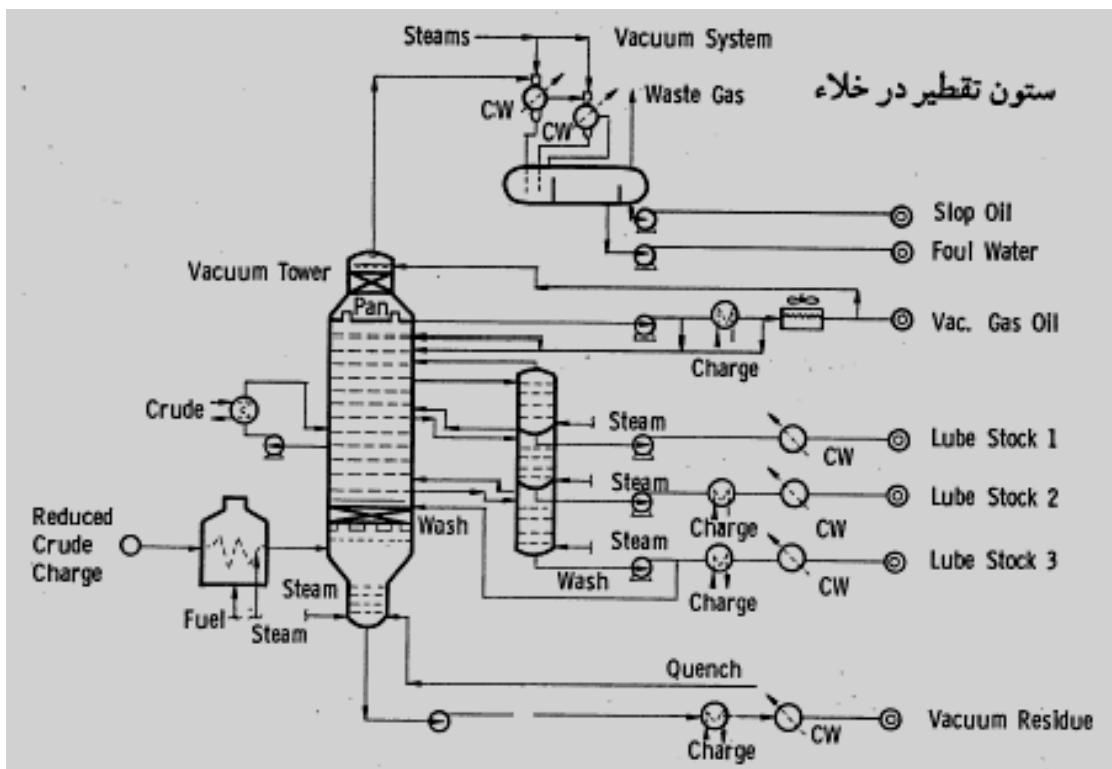 Steams
Vacuum System
ستون تقطیر در خلاء
Waste Gas
CW
CW
Slop Oil
Foul Water
Vacuum Tower
Pan
Vac. Gas Oil
Charge
Crude
Steam
Lube Stock 1
CW
Steam
Lube Stock 2
Charge
CW
Reduced
Crude
Charge
Wash
Steam
Lube Stock 3
Wash
Charge
CW
Steam
Fuel
Steam
Quench
Vacuum Residue
Charge
CW